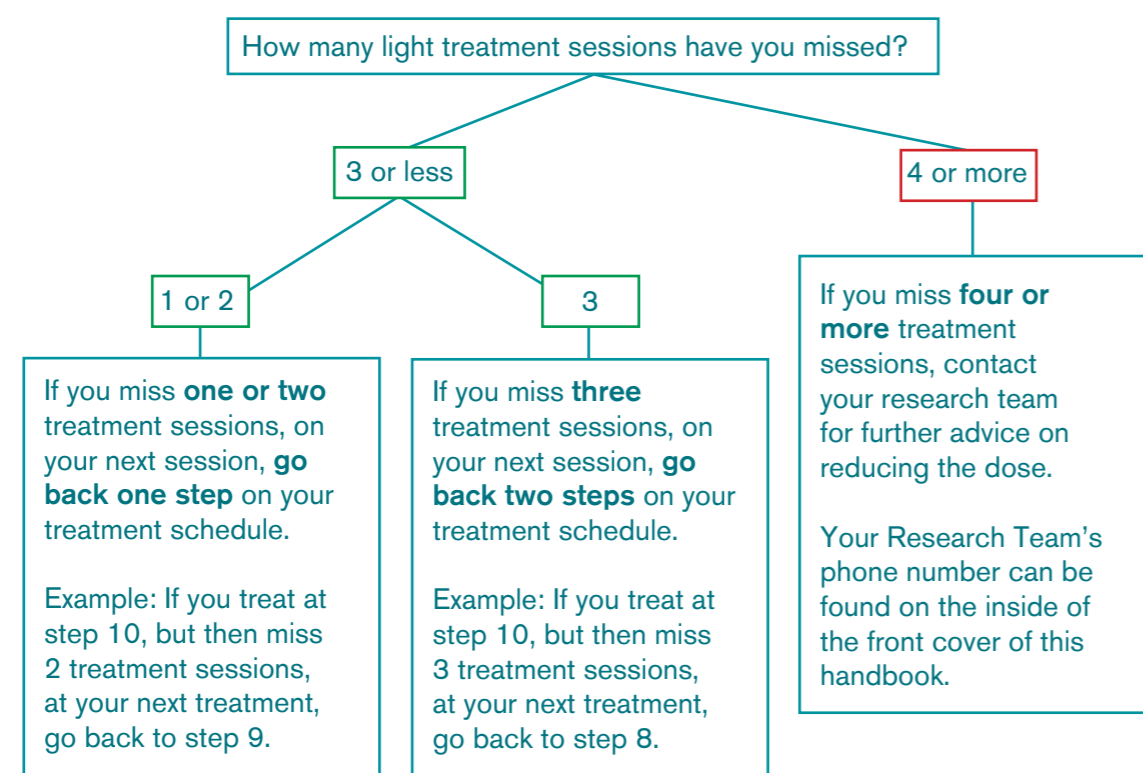 How many light treatment sessions have you missed?
3 or less
4 or more
1 or 2
3
If you miss one or two
treatment sessions, on
your next session, go
back one step on your
treatment schedule.
Example: If you treat at
step 10, but then miss
2 treatment sessions,
at your next treatment,
go back to step 9.
If you miss three
treatment sessions, on
your next session, go
back two steps on your
treatment schedule.
Example: If you treat at
step 10, but then miss
3 treatment sessions,
at your next treatment,
go back to step 8.
If you miss four or
more treatment
sessions, contact
your research team
for further advice on
reducing the dose.
Your Research Team's
phone number can be
found on the inside of
the front cover of this
handbook.